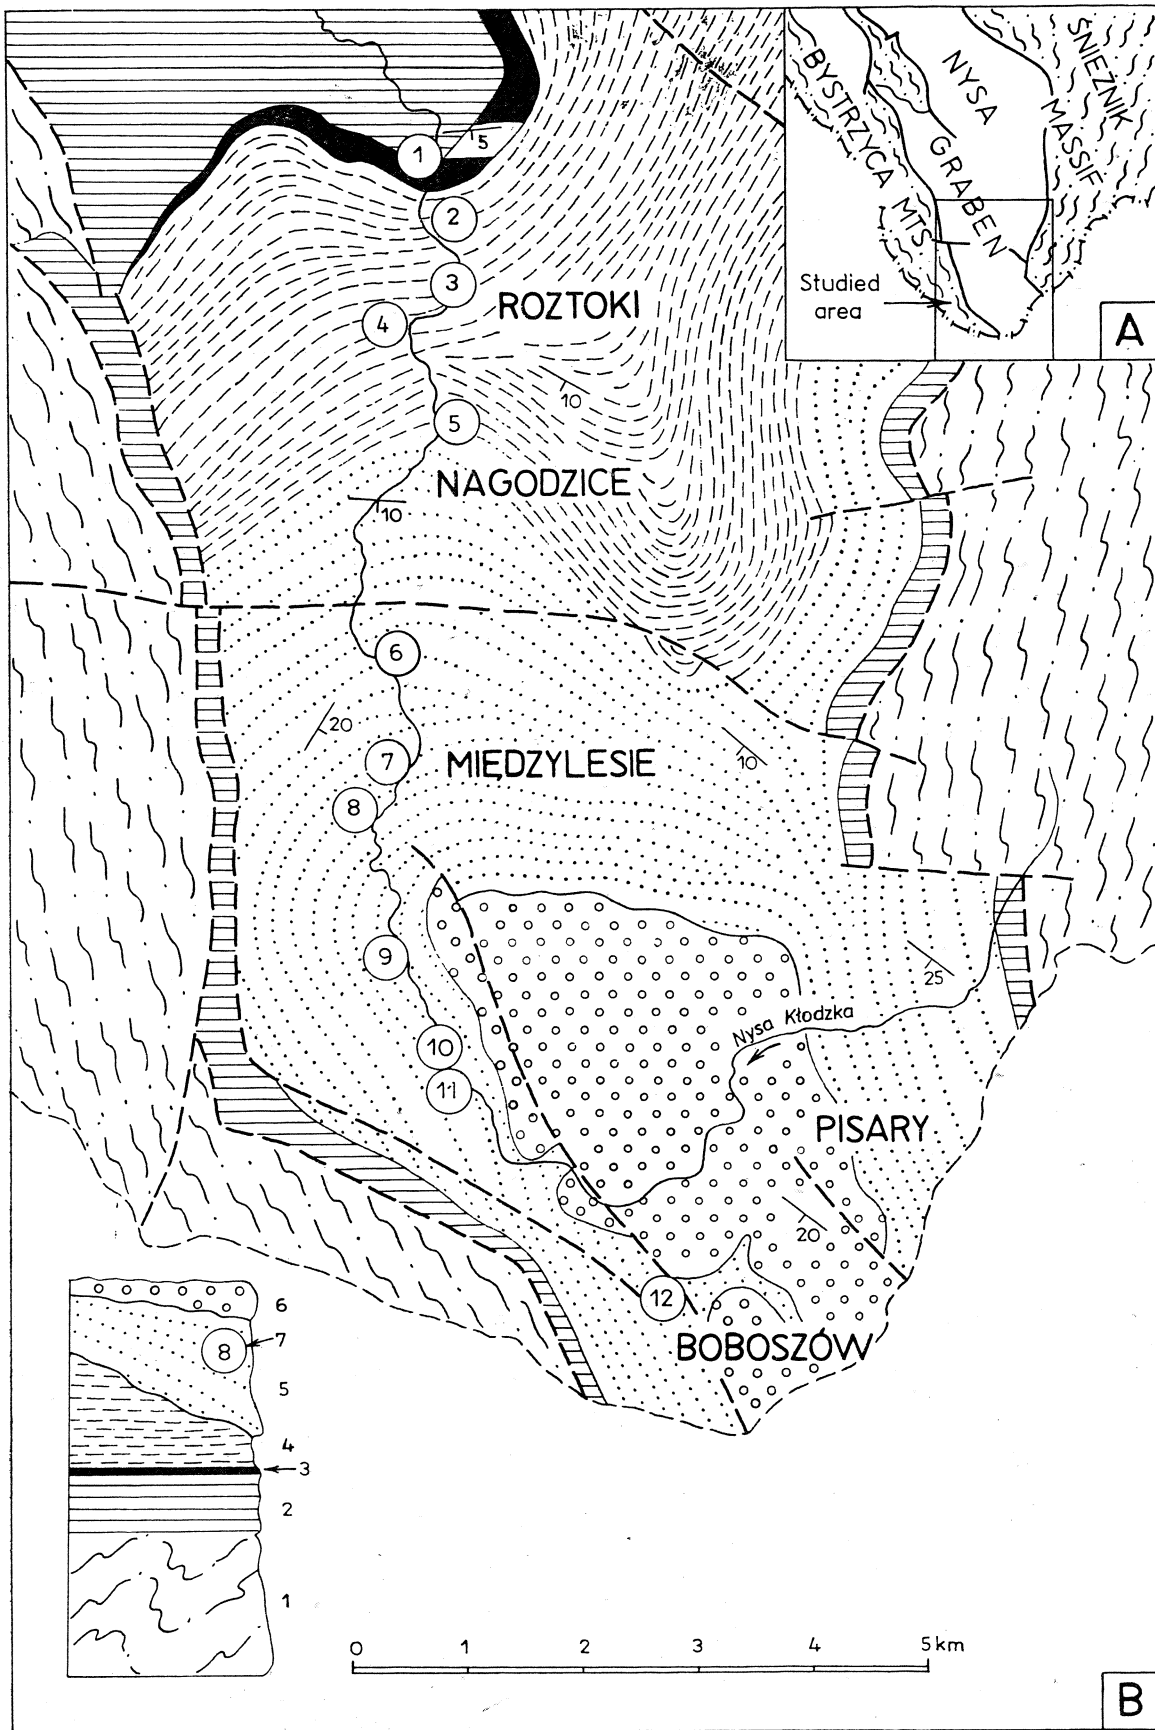 BYSTRZYCA MTS
NYSA
GRABEN
ŚNIEŻNIK
MASSIF
Studied
area
A
1
5
2
3
ROZTOKI
4
10
5
NAGODZICE
10
6
20
7
MIĘDZYLESIE
10
8
9
25
Nysa Kłodzka
10
11
PISARY
20
12
BOBOSZÓW
6
8
7
5
4
3
2
1
0 1 2 3 4 5 km
B